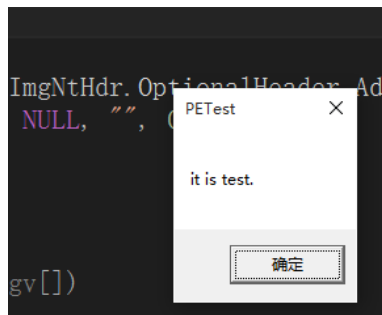 ImgNtHdr.OptionalHeader.Ad
NULL, "",
PETest
it is test.
确定
gv[])